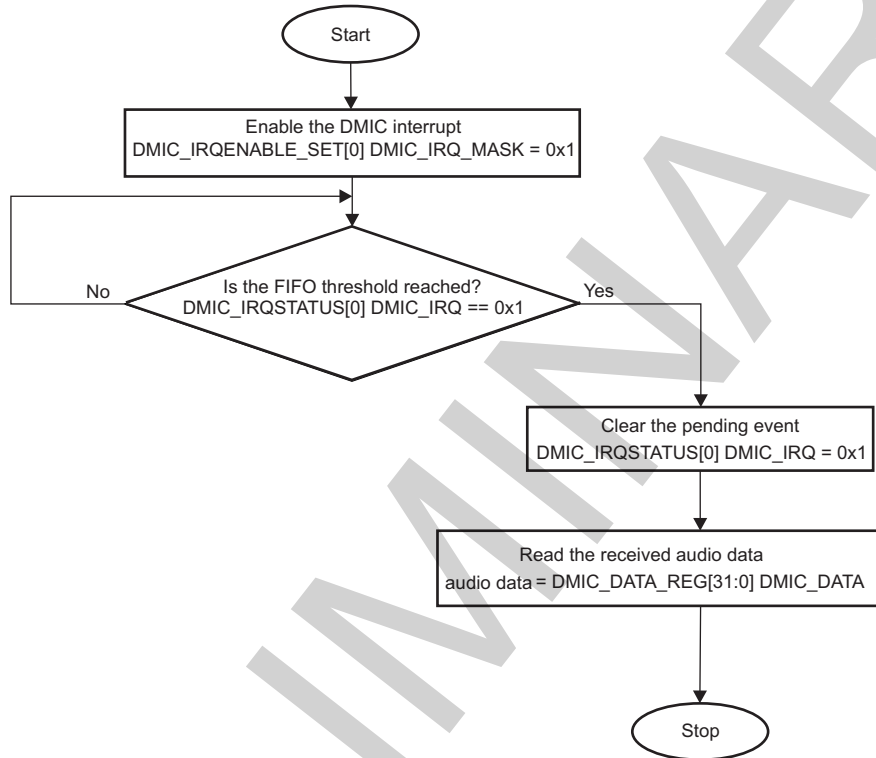 Start
Enable the DMIC interrupt
DMIC_IRQENABLE_SET[0] DMIC_IRQ_MASK = 0x1
Is the FIFO threshold reached?
DMIC_IRQSTATUS[0] DMIC_IRQ == 0x1
No
Yes
Clear the pending event
DMIC_IRQSTATUS[0] DMIC_IRQ = 0x1
Read the received audio data
audio data = DMIC_DATA_REG[31:0] DMIC_DATA
Stop
IMINAR